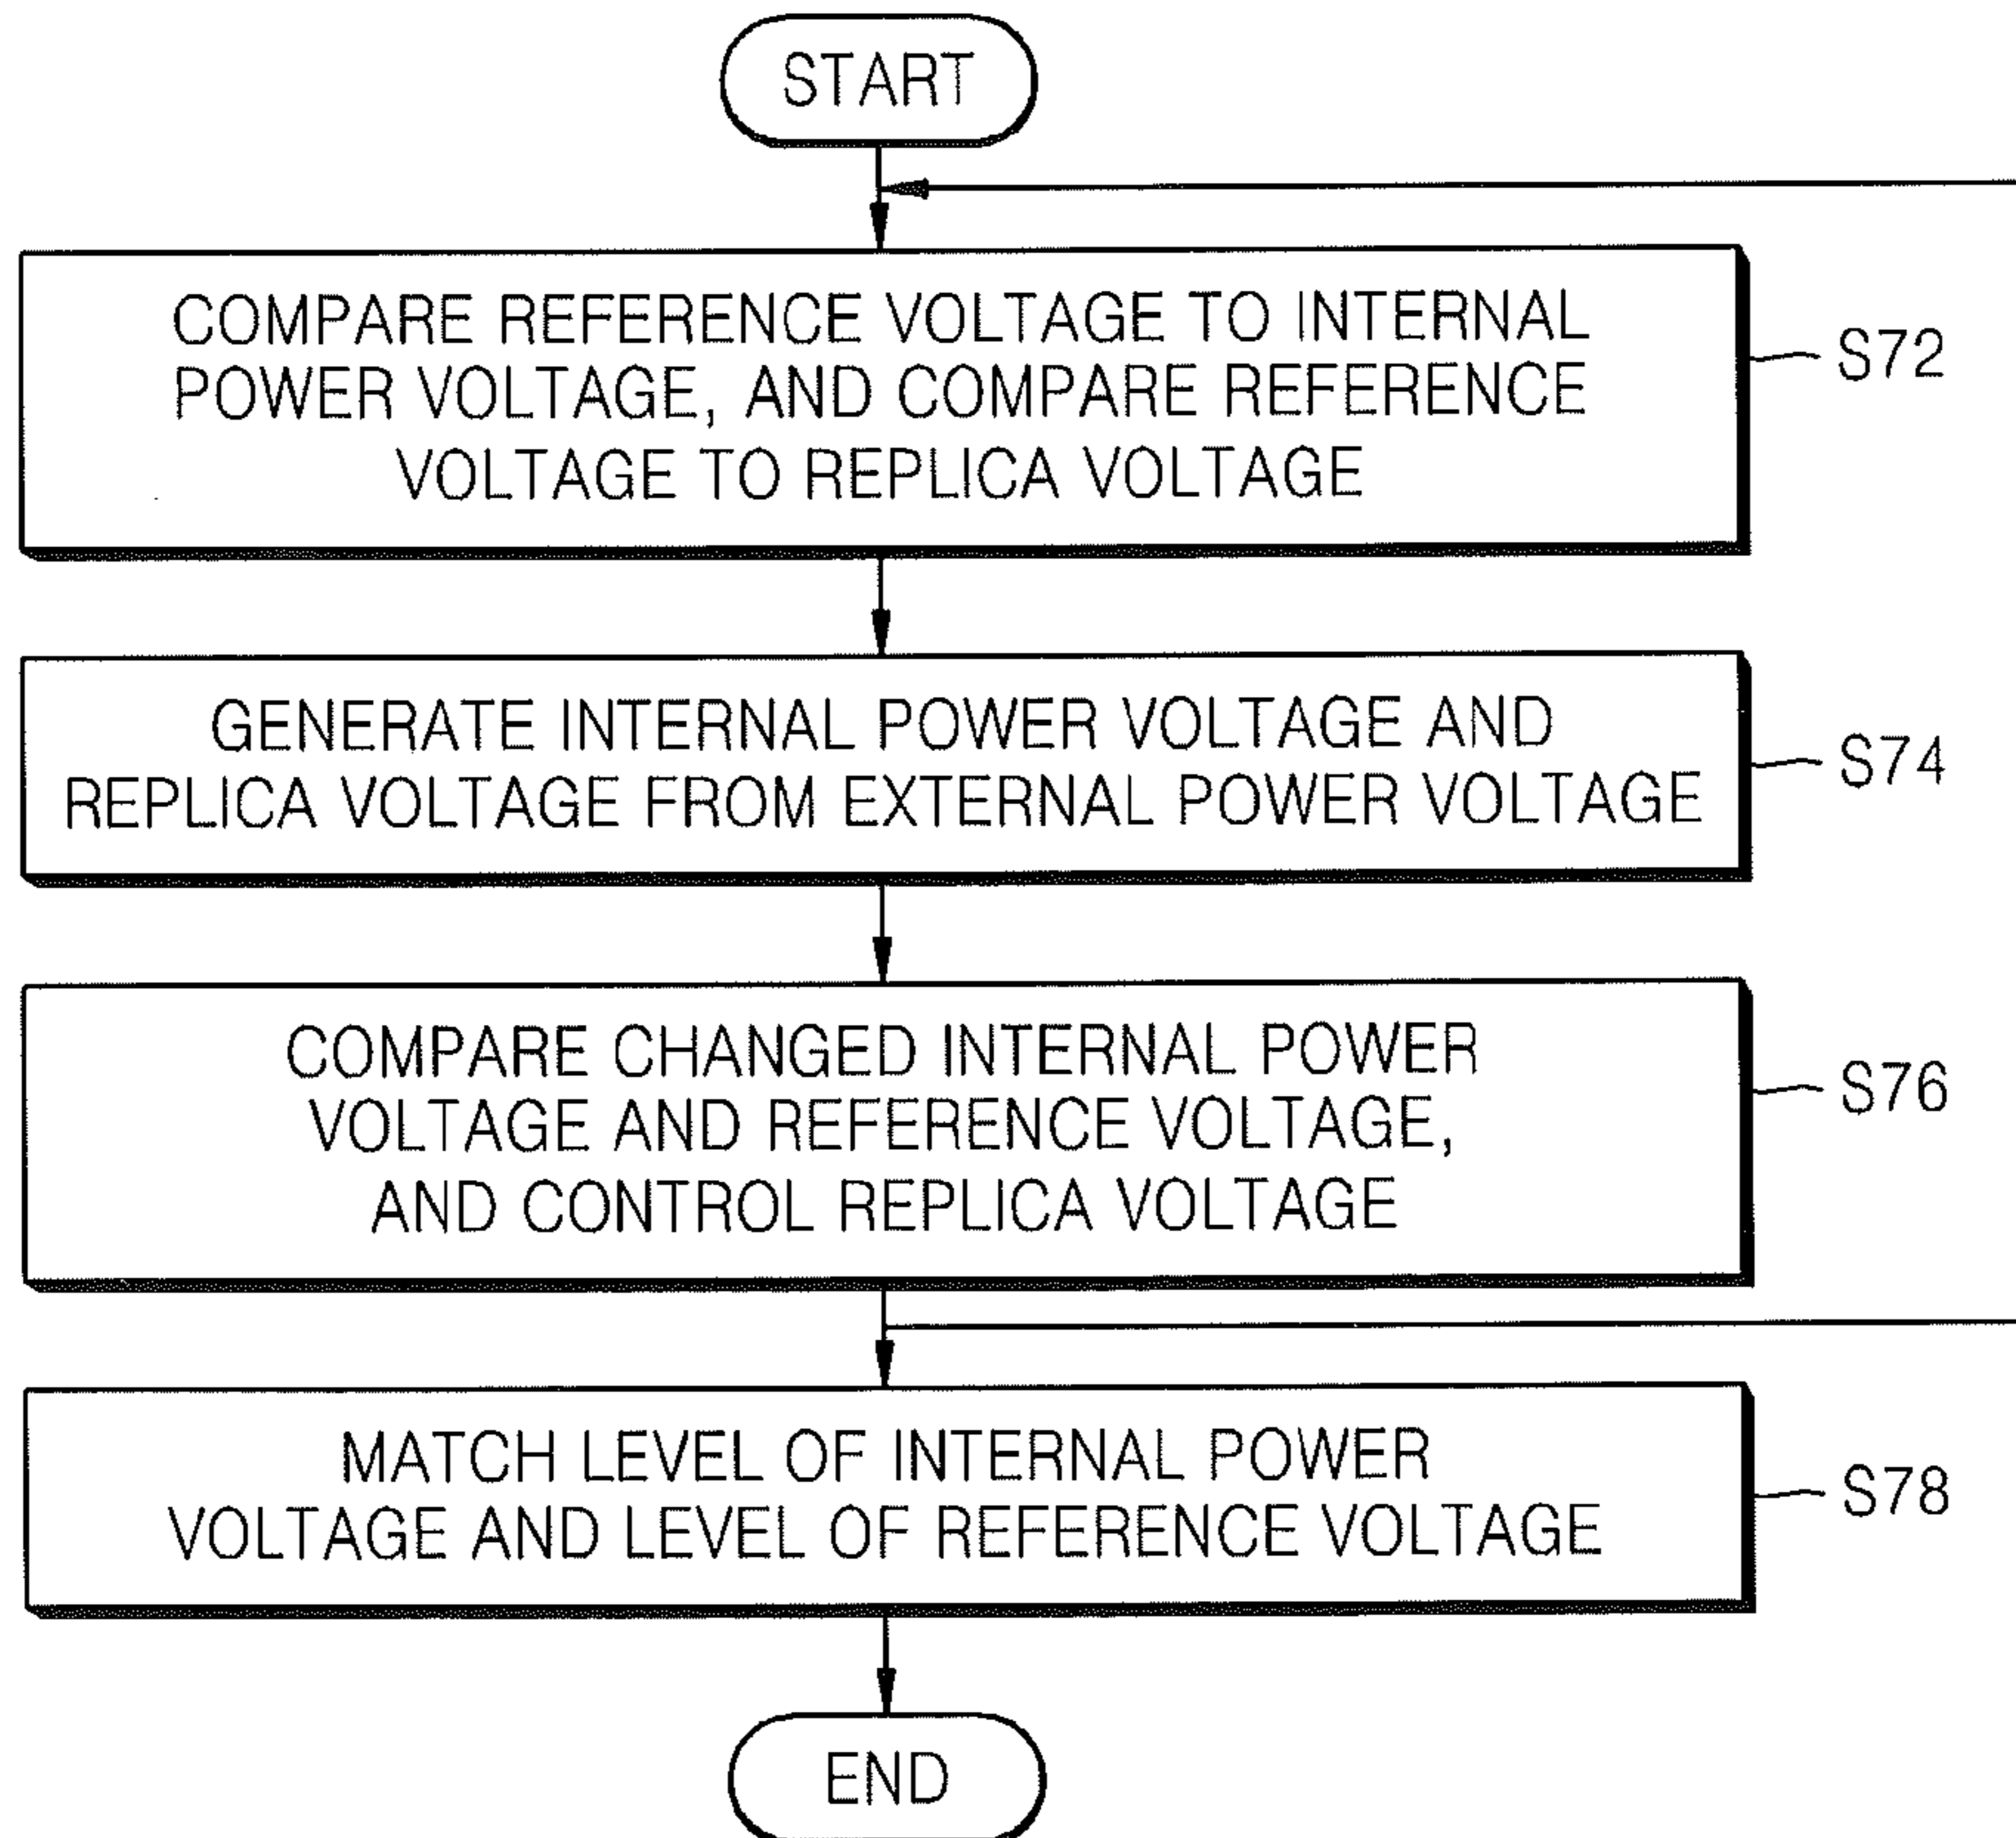 START
COMPARE REFERENCE VOLTAGE TO INTERNAL
POWER VOLTAGE, AND COMPARE REFERENCE
VOLTAGE TO REPLICA VOLTAGE
S72
GENERATE INTERNAL POWER VOLTAGE AND
REPLICA VOLTAGE FROM EXTERNAL POWER VOLTAGE
S74
COMPARE CHANGED INTERNAL POWER
VOLTAGE AND REFERENCE VOLTAGE,
AND CONTROL REPLICA VOLTAGE
S76
MATCH LEVEL OF INTERNAL POWER
VOLTAGE AND LEVEL OF REFERENCE VOLTAGE
S78
END